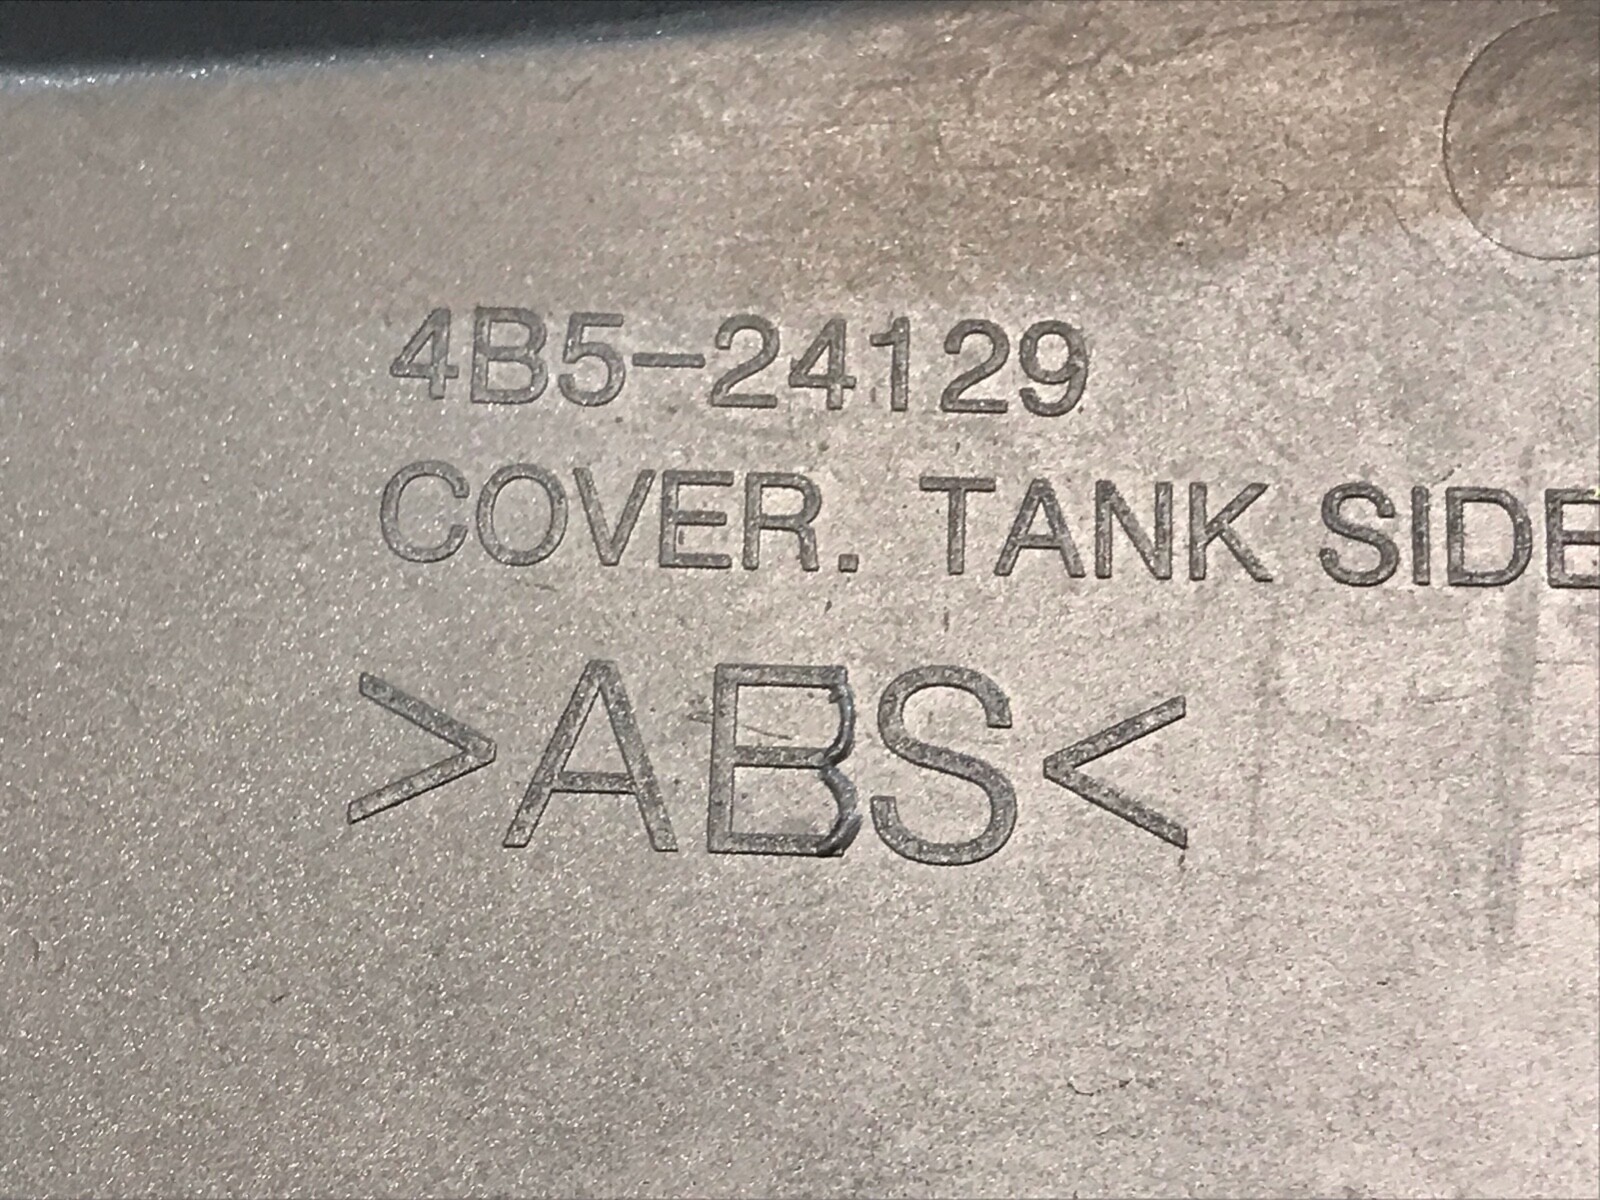 4B5-24129
COVER. TANK SIDE
>ABS<